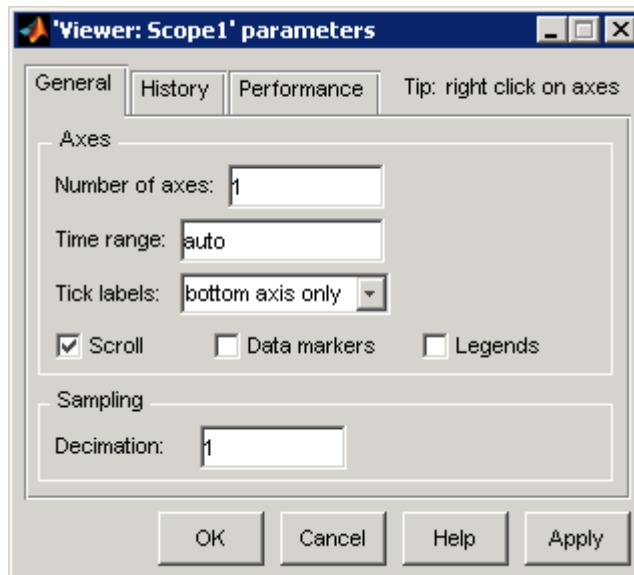 'Viewer: Scope1' parameters
General History Performance Tip: right click on axes
Axes
Number of axes: 1
Time range: auto
Tick labels: bottom axis only
Scroll Data markers Legends
Sampling
Decimation: 1
OK Cancel Help Apply